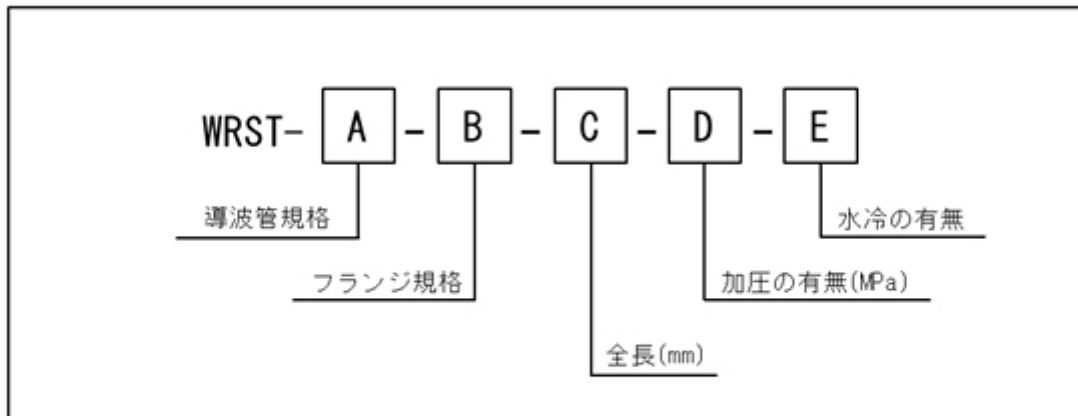 WRST- A - B - C - D - E
導波管規格
水冷の有無
フランジ規格
加圧の有無(MPa)
全長(mm)